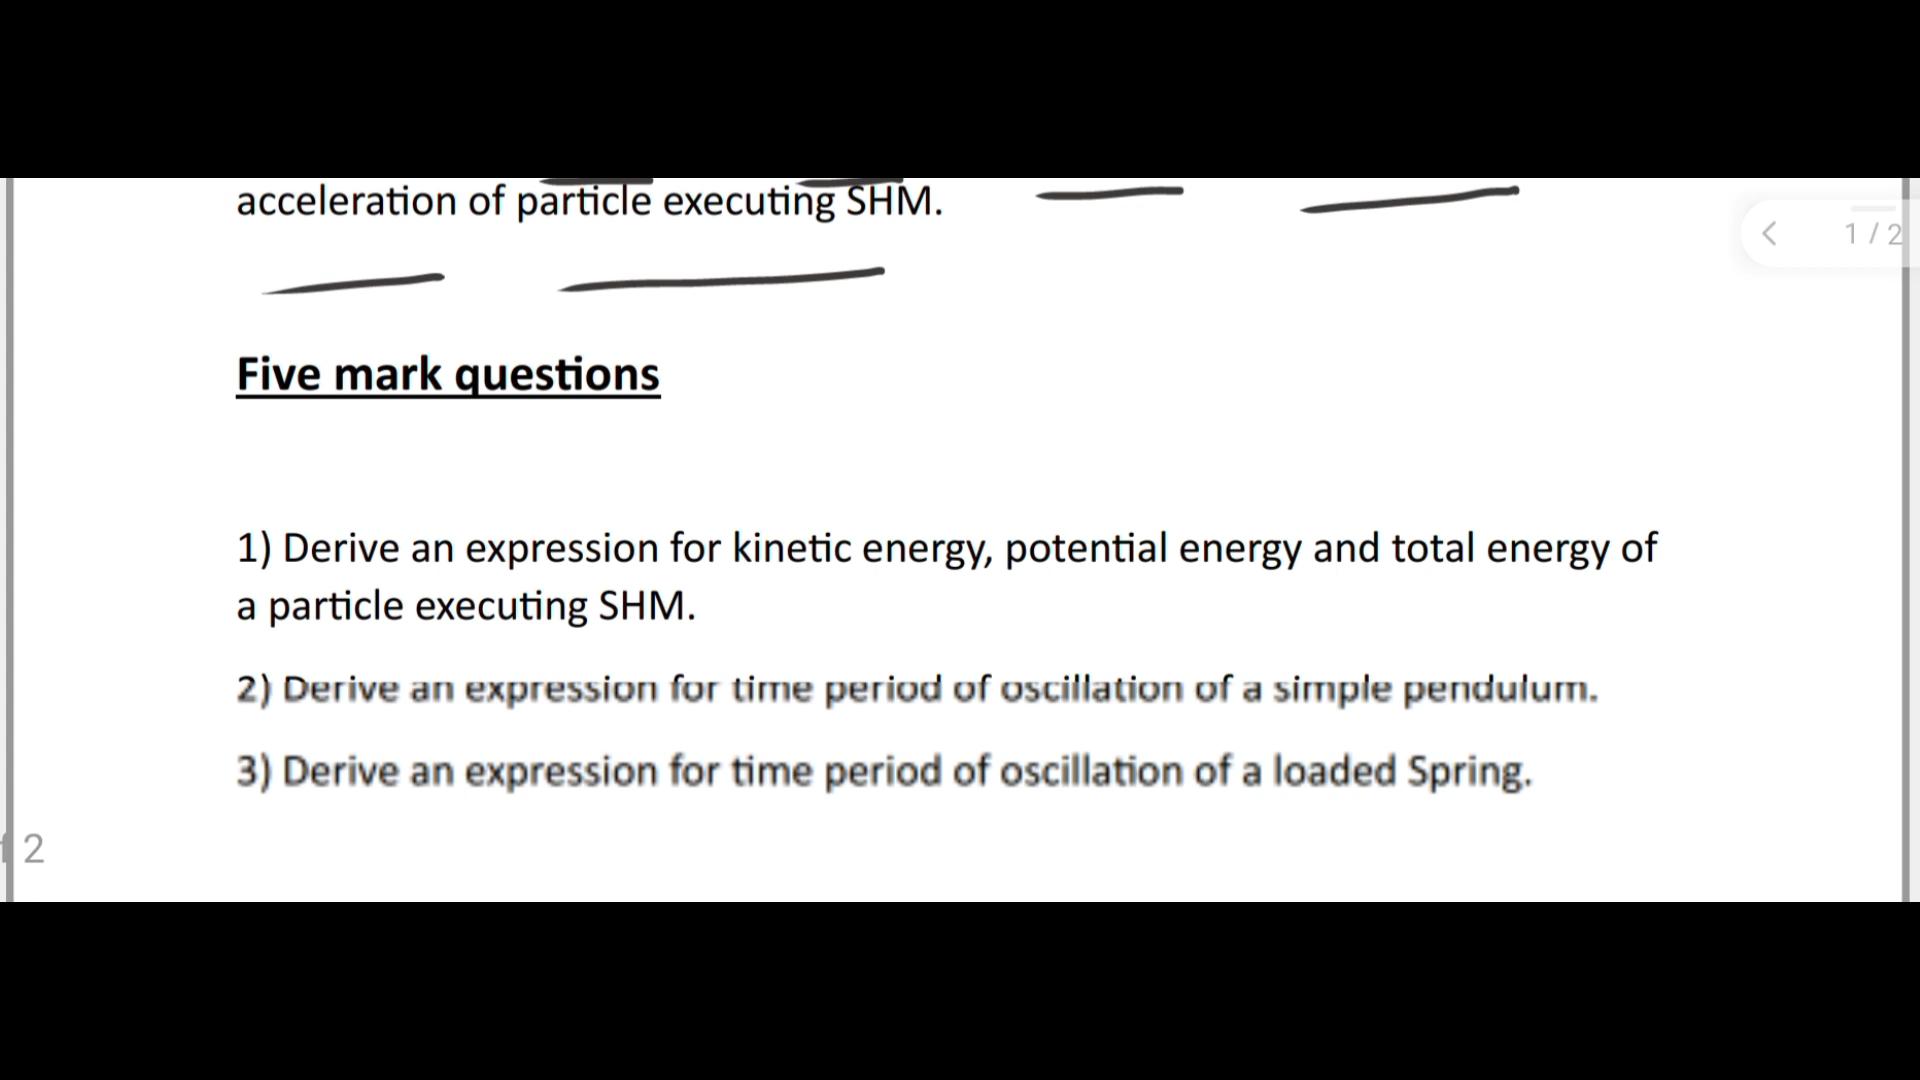 acceleration of particle executing SHM.
1 / 2
Five mark questions
1) Derive an expression for kinetic energy, potential energy and total energy of
a particle executing SHM.
2) Derive an expression for time period of oscillation of a simple pendulum.
3) Derive an expression for time period of oscillation of a loaded Spring.
2